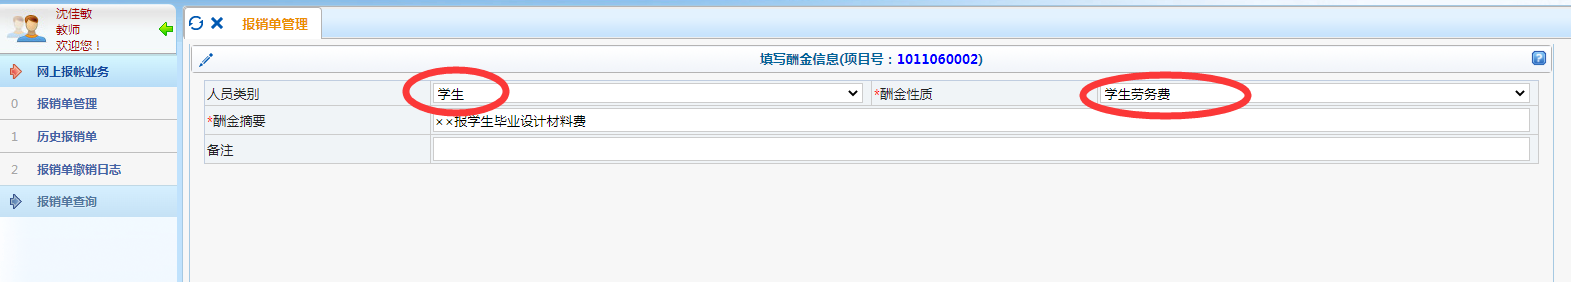 沈佳敏
教师
欢迎您！
网上报帐业务
0 报销单管理
1 历史报销单
2 报销单撤销日志
报销单查询
报销单管理
填写酬金信息(项目号：1011060002)
人员类别 学生 *酬金性质 学生劳务费
*酬金摘要 ××报学生毕业设计材料费
备注